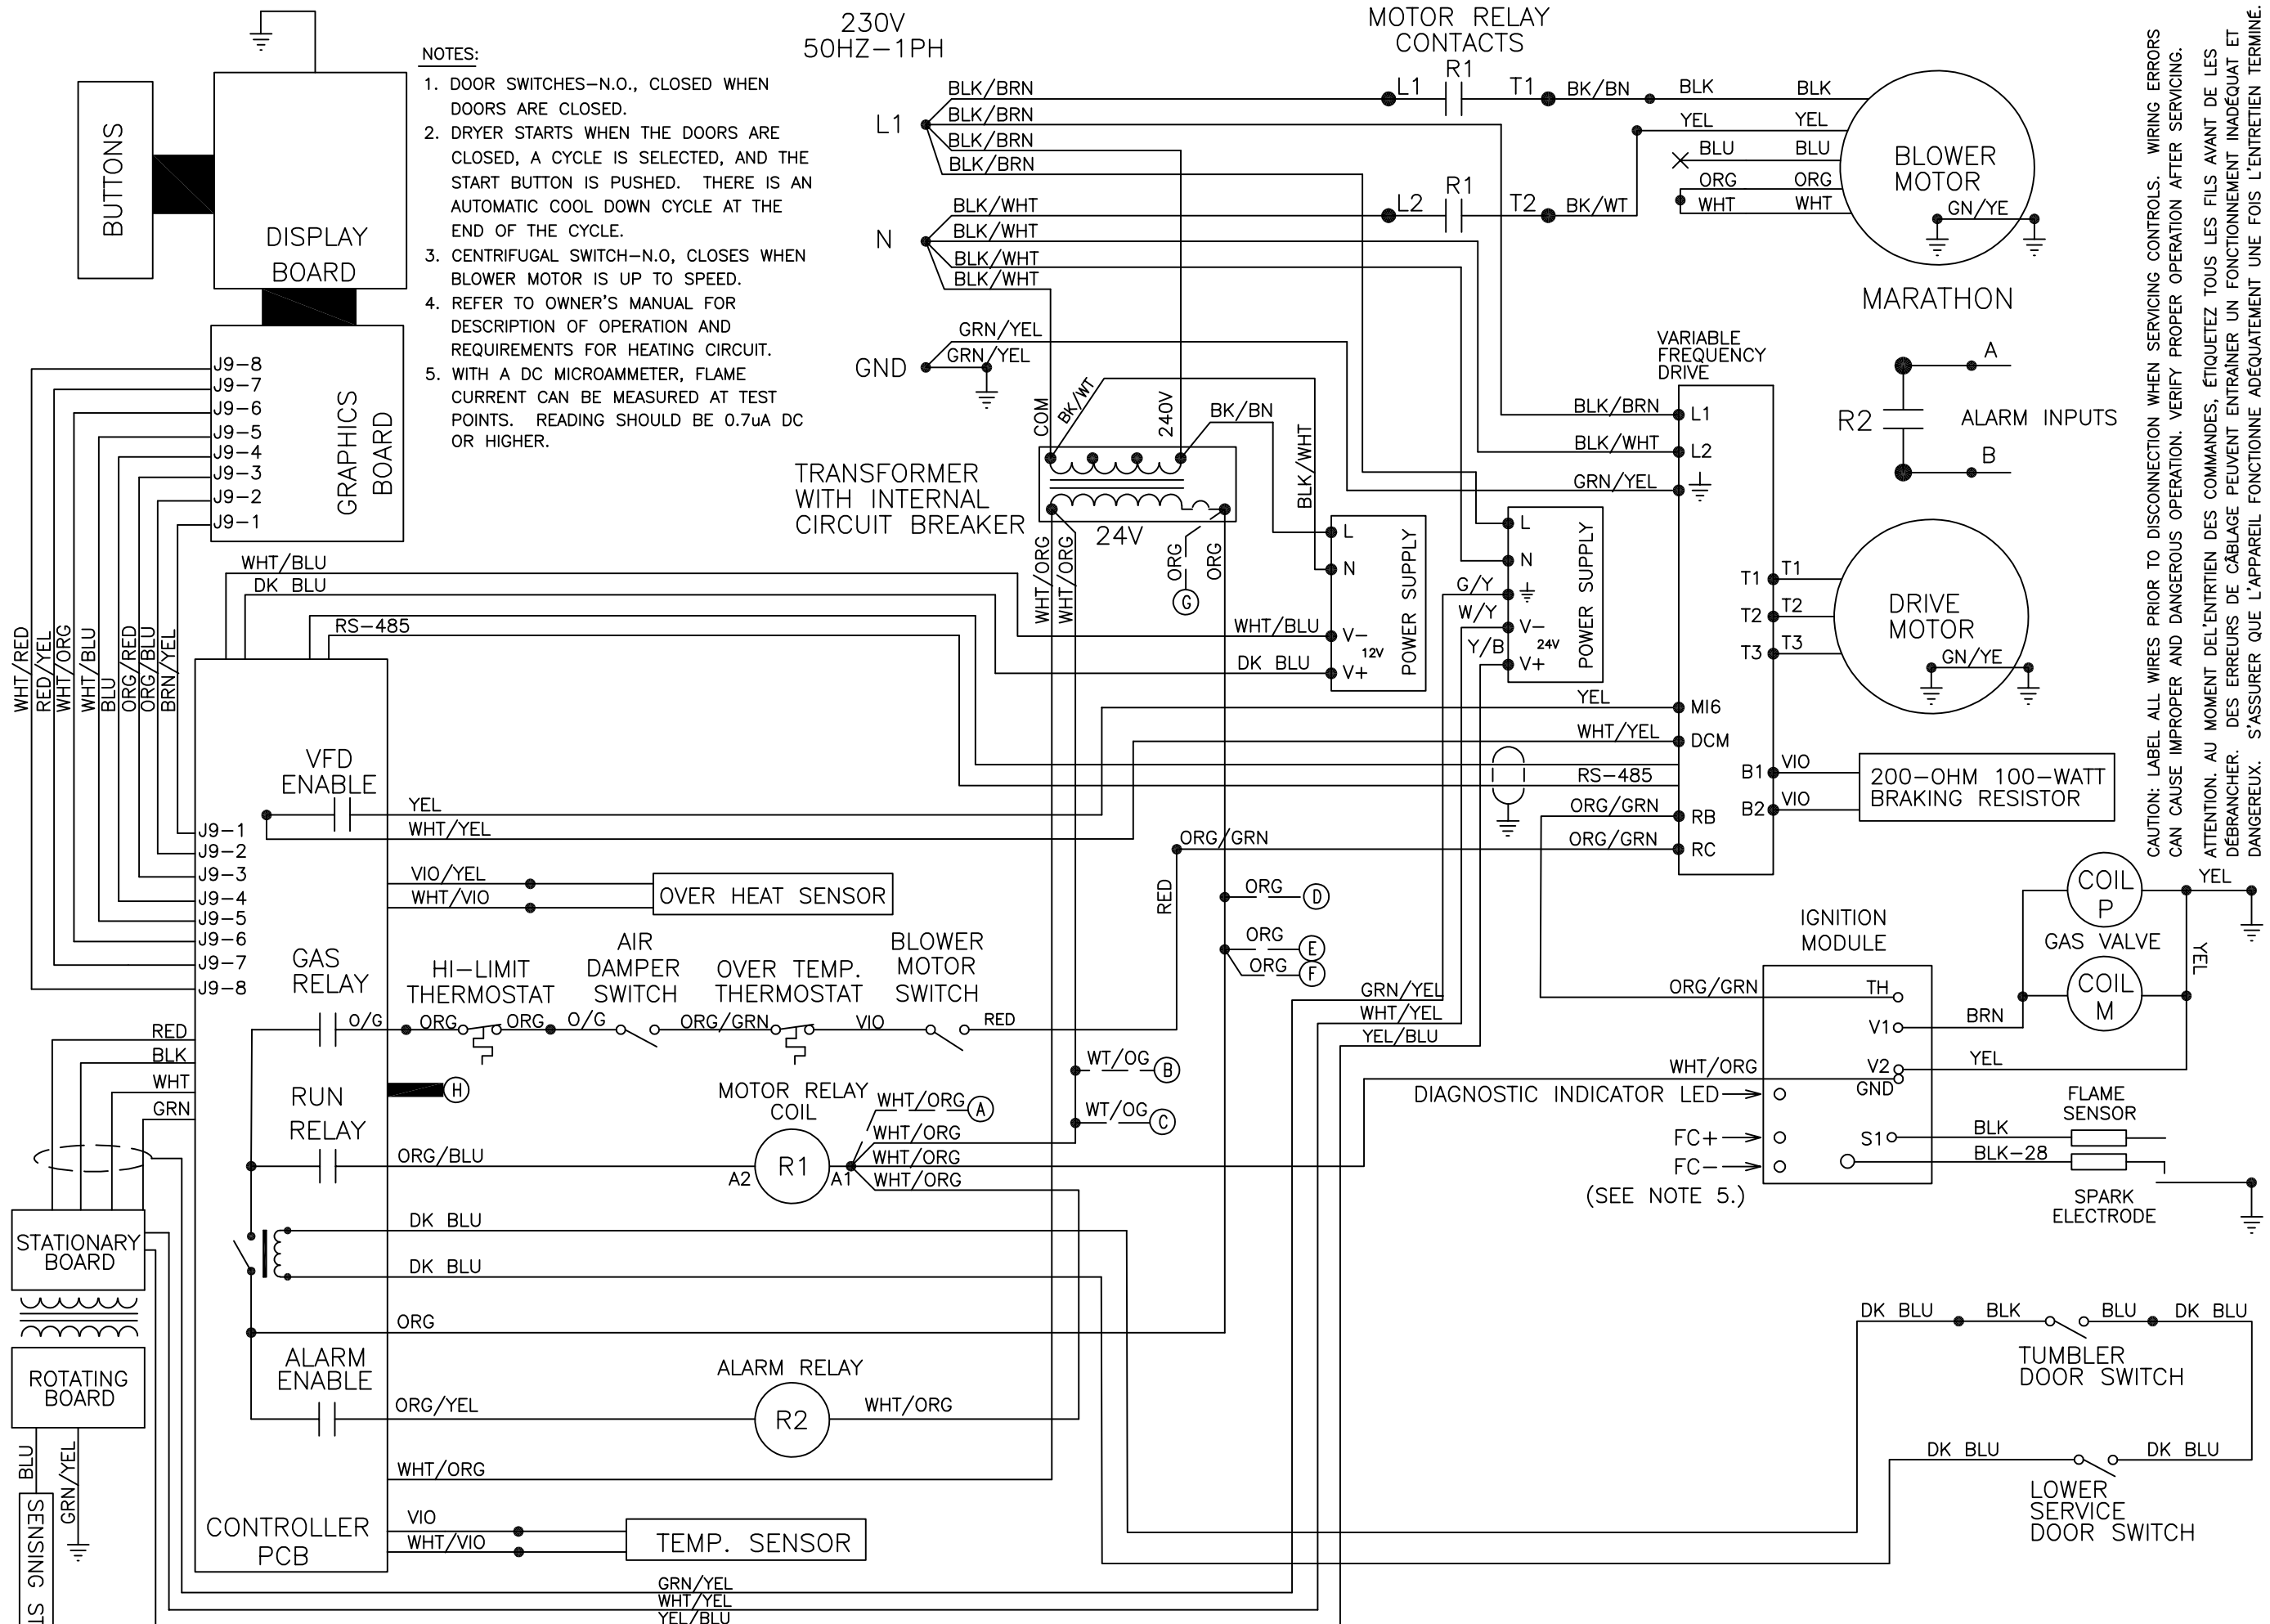 230V
50HZ-1PH
MOTOR RELAY
CONTACTS
NOTES:
1. DOOR SWITCHES-N.O., CLOSED WHEN
DOORS ARE CLOSED.
2. DRYER STARTS WHEN THE DOORS ARE
CLOSED, A CYCLE IS SELECTED, AND THE
START BUTTON IS PUSHED. THERE IS AN
AUTOMATIC COOL DOWN CYCLE AT THE
END OF THE CYCLE.
3. CENTRIFUGAL SWITCH-N.O, CLOSES WHEN
BLOWER MOTOR IS UP TO SPEED.
4. REFER TO OWNER'S MANUAL FOR
DESCRIPTION OF OPERATION AND
REQUIREMENTS FOR HEATING CIRCUIT.
5. WITH A DC MICROAMMETER, FLAME
CURRENT CAN BE MEASURED AT TEST
POINTS. READING SHOULD BE 0.7uA DC
OR HIGHER.
BUTTONS
DISPLAY
BOARD
GRAPHICS
BOARD
J9-8
J9-7
J9-6
J9-5
J9-4
J9-3
J9-2
J9-1
WHT/RED
RED/YEL
WHT/ORG
WHT/BLU
BLU
ORG/RED
ORG/BLU
BRN/YEL
L1
BLK/BRN
BLK/BRN
BLK/BRN
BLK/BRN
N
BLK/WHT
BLK/WHT
BLK/WHT
BLK/WHT
GND
GRN/YEL
GRN/YEL
L1
R1
T1
BK/BN
BLK
BLK
YEL
YEL
BLU
BLU
ORG
ORG
WHT
WHT
L2
R1
T2
BK/WT
BLOWER
MOTOR
GN/YE
MARATHON
CAUTION: LABEL ALL WIRES PRIOR TO DISCONNECTION WHEN SERVICING CONTROLS. WIRING ERRORS
CAN CAUSE IMPROPER AND DANGEROUS OPERATION. VERIFY PROPER OPERATION AFTER SERVICING.
ATTENTION. AU MOMENT DEL'ENTRETIEN DES COMMANDES, ÉTIQUETEZ TOUS LES FILS AVANT DE LES
DÉBRANCHER. DES ERREURS DE CÂBLAGE PEUVENT ENTRAÎNER UN FONCTIONNEMENT INADÉQUAT ET
DANGEREUX. S'ASSURER QUE L'APPAREIL FONCTIONNE ADÉQUATEMENT UNE FOIS L'ENTRETIEN TERMINÉ.
VARIABLE
FREQUENCY
DRIVE
BLK/BRN
L1
BLK/WHT
L2
GRN/YEL
R2
A
ALARM INPUTS
B
TRANSFORMER
WITH INTERNAL
CIRCUIT BREAKER
COM
BK/WT
240V
BK/BN
BLK/WHT
24V
WHT/ORG
WHT/ORG
ORG
G
ORG
L
N
WHT/BLU
V-
12V
DK BLU
V+
POWER SUPPLY
L
N
G/Y
W/Y
V-
24V
Y/B
V+
POWER SUPPLY
T1
T1
T2
T2
T3
T3
DRIVE
MOTOR
GN/YE
YEL
MI6
WHT/YEL
DCM
RS-485
ORG/GRN
RB
ORG/GRN
RC
B1
VIO
B2
VIO
200-OHM 100-WATT
BRAKING RESISTOR
WHT/BLU
DK BLU
RS-485
VFD
ENABLE
YEL
WHT/YEL
J9-1
J9-2
J9-3
J9-4
J9-5
J9-6
J9-7
J9-8
VIO/YEL
WHT/VIO
OVER HEAT SENSOR
ORG/GRN
RED
ORG
D
ORG
E
ORG
F
GAS
RELAY
O/G
ORG
HI-LIMIT
THERMOSTAT
ORG
O/G
AIR
DAMPER
SWITCH
ORG/GRN
OVER TEMP.
THERMOSTAT
VIO
BLOWER
MOTOR
SWITCH
RED
GRN/YEL
WHT/YEL
YEL/BLU
IGNITION
MODULE
ORG/GRN
TH
V1
BRN
V2
YEL
WHT/ORG
GND
DIAGNOSTIC INDICATOR LED
FC+
FC-
(SEE NOTE 5.)
S1
BLK
BLK-28
FLAME
SENSOR
SPARK
ELECTRODE
COIL
P
YEL
GAS VALVE
COIL
M
YEL
RED
BLK
WHT
GRN
H
RUN
RELAY
ORG/BLU
MOTOR RELAY
COIL
A2
R1
A1
WHT/ORG
A
WHT/ORG
WHT/ORG
WHT/ORG
WT/OG
B
WT/OG
C
DK BLU
DK BLU
ORG
STATIONARY
BOARD
ROTATING
BOARD
BLU
GRN/YEL
SENSING ST
ALARM
ENABLE
ORG/YEL
ALARM RELAY
R2
WHT/ORG
WHT/ORG
CONTROLLER
PCB
VIO
WHT/VIO
TEMP. SENSOR
GRN/YEL
WHT/YEL
YEL/BLU
DK BLU
BLK
BLU
DK BLU
TUMBLER
DOOR SWITCH
DK BLU
DK BLU
LOWER
SERVICE
DOOR SWITCH